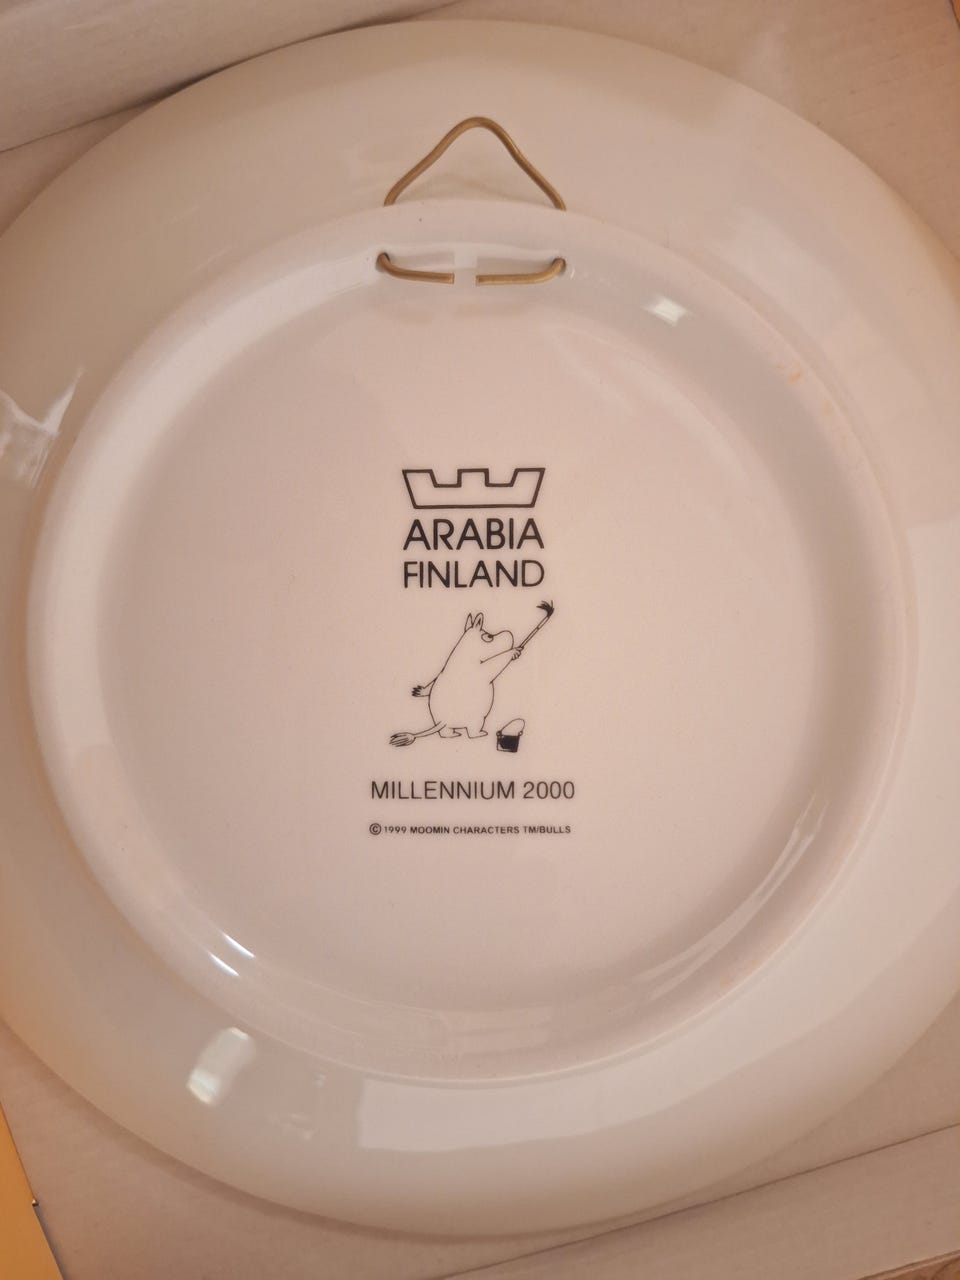 ARABIA
FINLAND
MILLENNIUM 2000
© 1999 MOOMIN CHARACTERS TM/BULLS